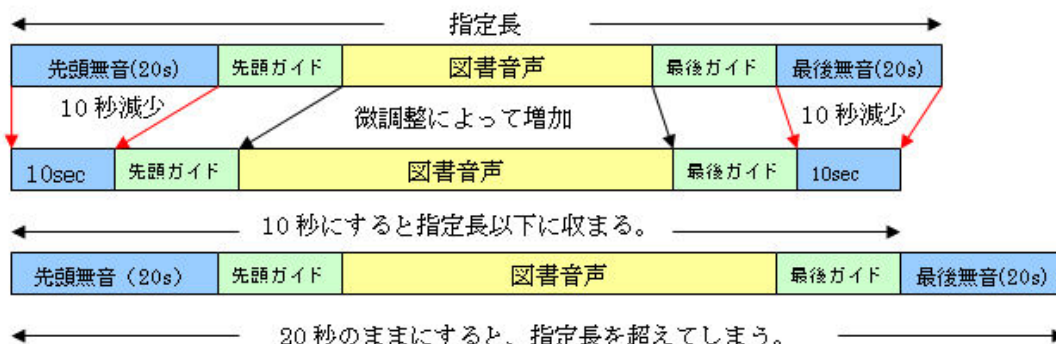 指定長
先頭無音(20s) 先頭ガイド 図書音声 最後ガイド 最後無音(20s)
10秒減少 微調整によって増加 10秒減少
10sec 先頭ガイド 図書音声 最後ガイド 10sec
10秒にすると指定長以下に収まる。
先頭無音(20s) 先頭ガイド 図書音声 最後ガイド 最後無音(20s)
20秒のままにすると、指定長を超えてしまう。